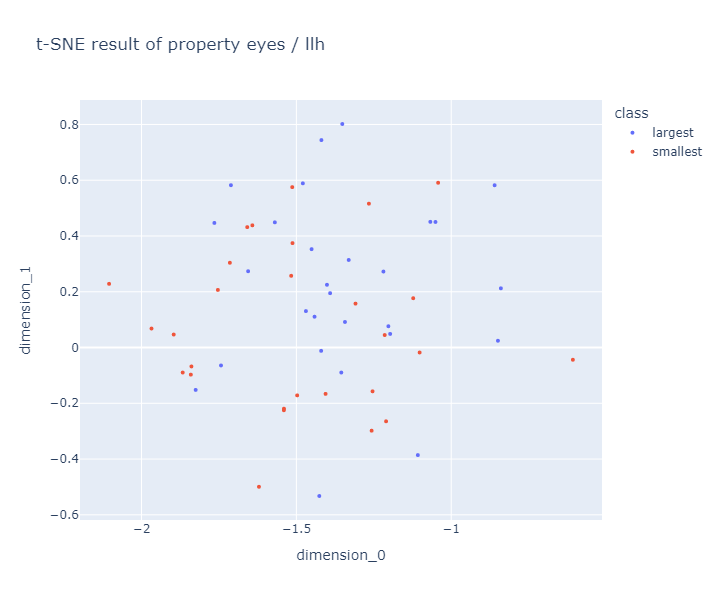 t-SNE result of property eyes / llh
class
largest
smallest
0.8
0.6
0.4
0.2
0
−0.2
−0.4
−0.6
dimension_1
−2
−1.5
−1
dimension_0